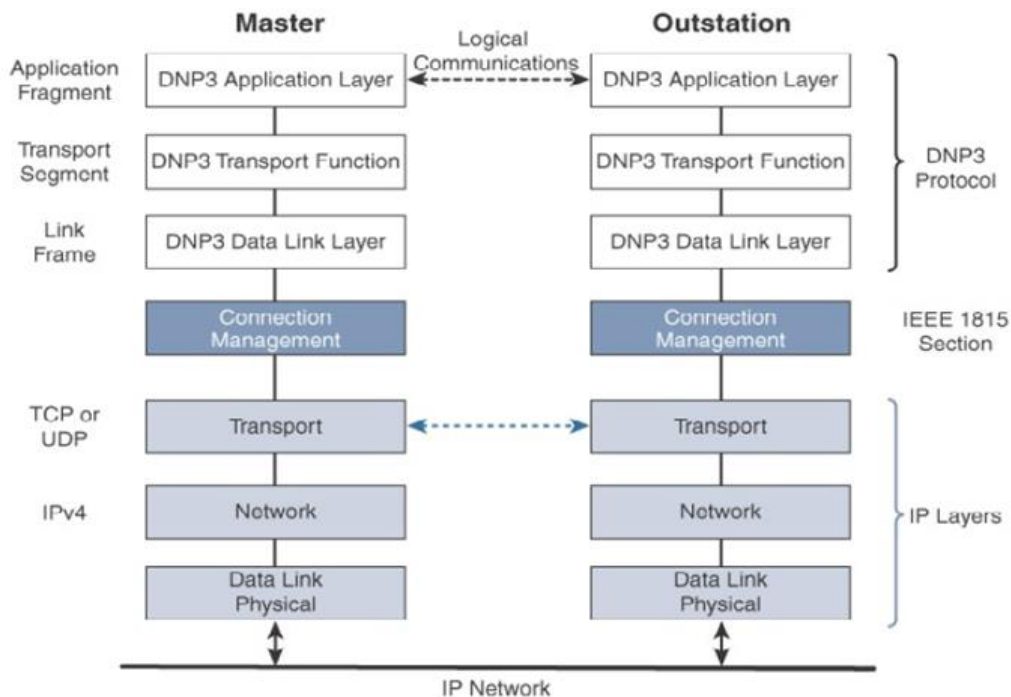 Master
Outstation
Logical
Communications
Application
Fragment
DNP3 Application Layer
DNP3 Application Layer
Transport
Segment
DNP3 Transport Function
DNP3 Transport Function
DNP3
Protocol
Link
Frame
DNP3 Data Link Layer
DNP3 Data Link Layer
Connection
Management
Connection
Management
IEEE 1815
Section
TCP or
UDP
Transport
Transport
IPv4
Network
Network
IP Layers
Data Link
Physical
Data Link
Physical
IP Network